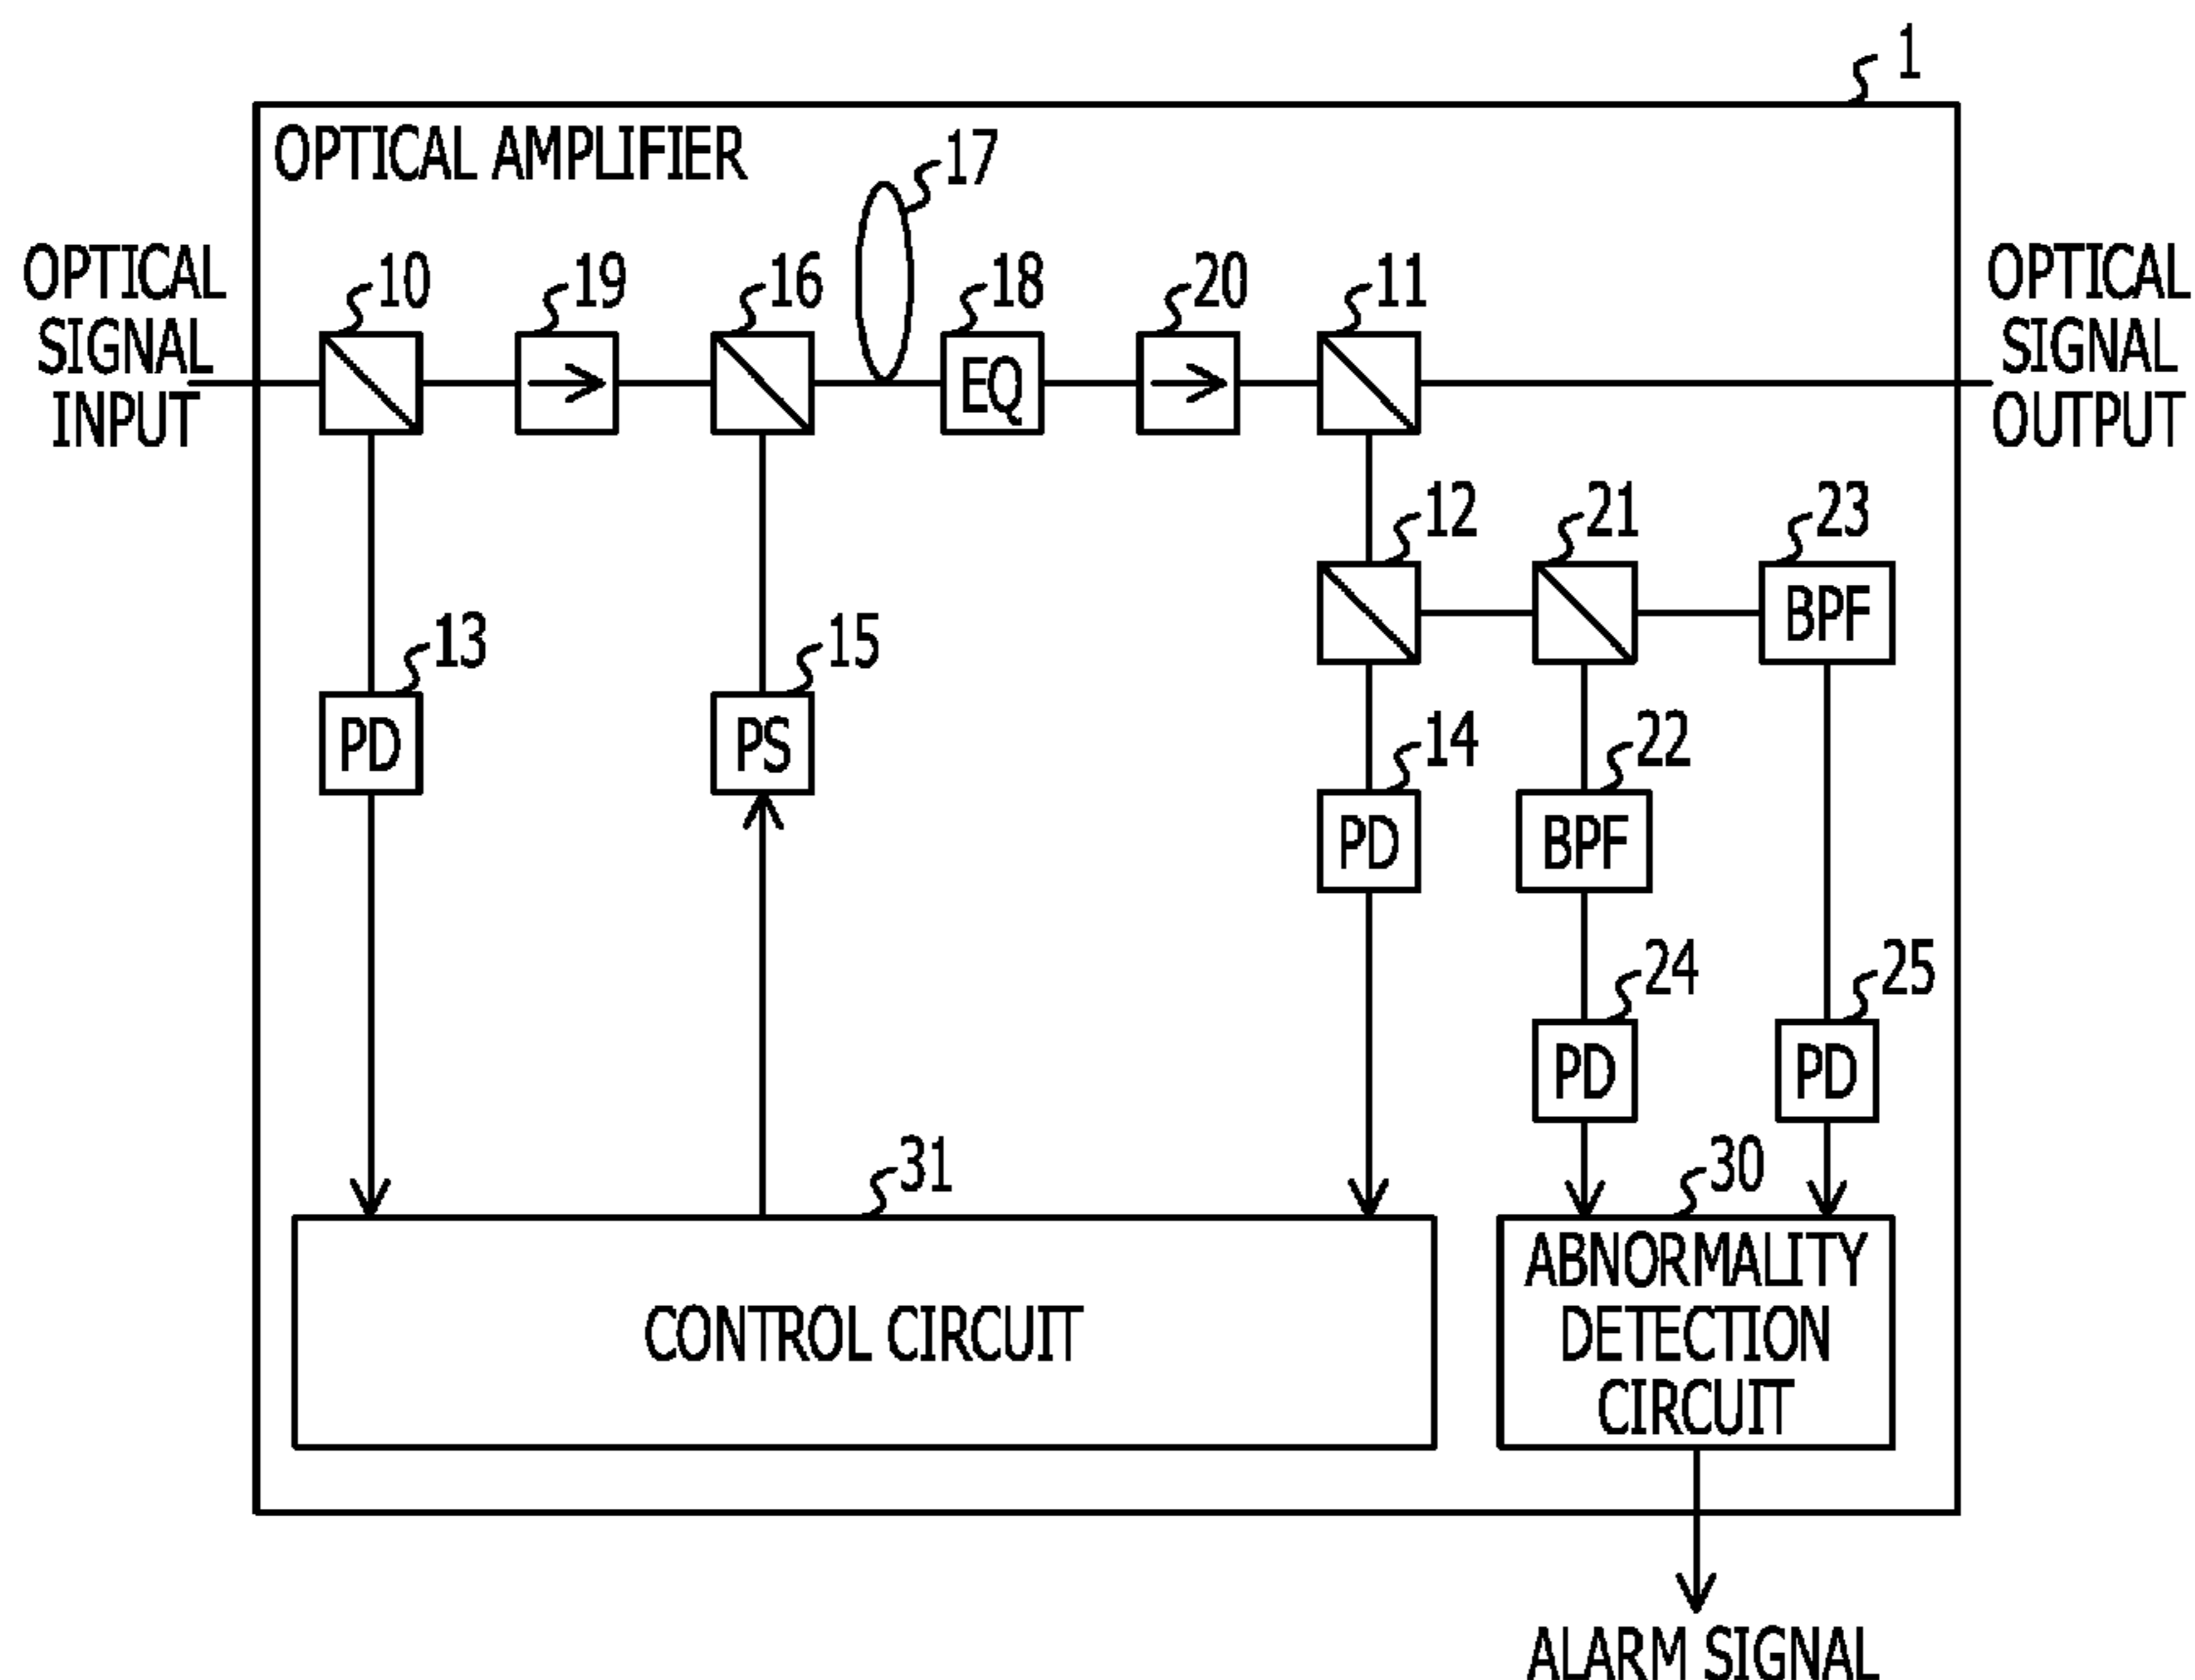 1
OPTICAL AMPLIFIER
17
OPTICAL
SIGNAL
INPUT
10
19
16
18
20
11
OPTICAL
SIGNAL
OUTPUT
EQ
12
21
23
BPF
13
15
PD
PS
14
22
PD
BPF
24
25
PD
PD
31
30
CONTROL CIRCUIT
ABNORMALITY
DETECTION
CIRCUIT
ALARM SIGNAL